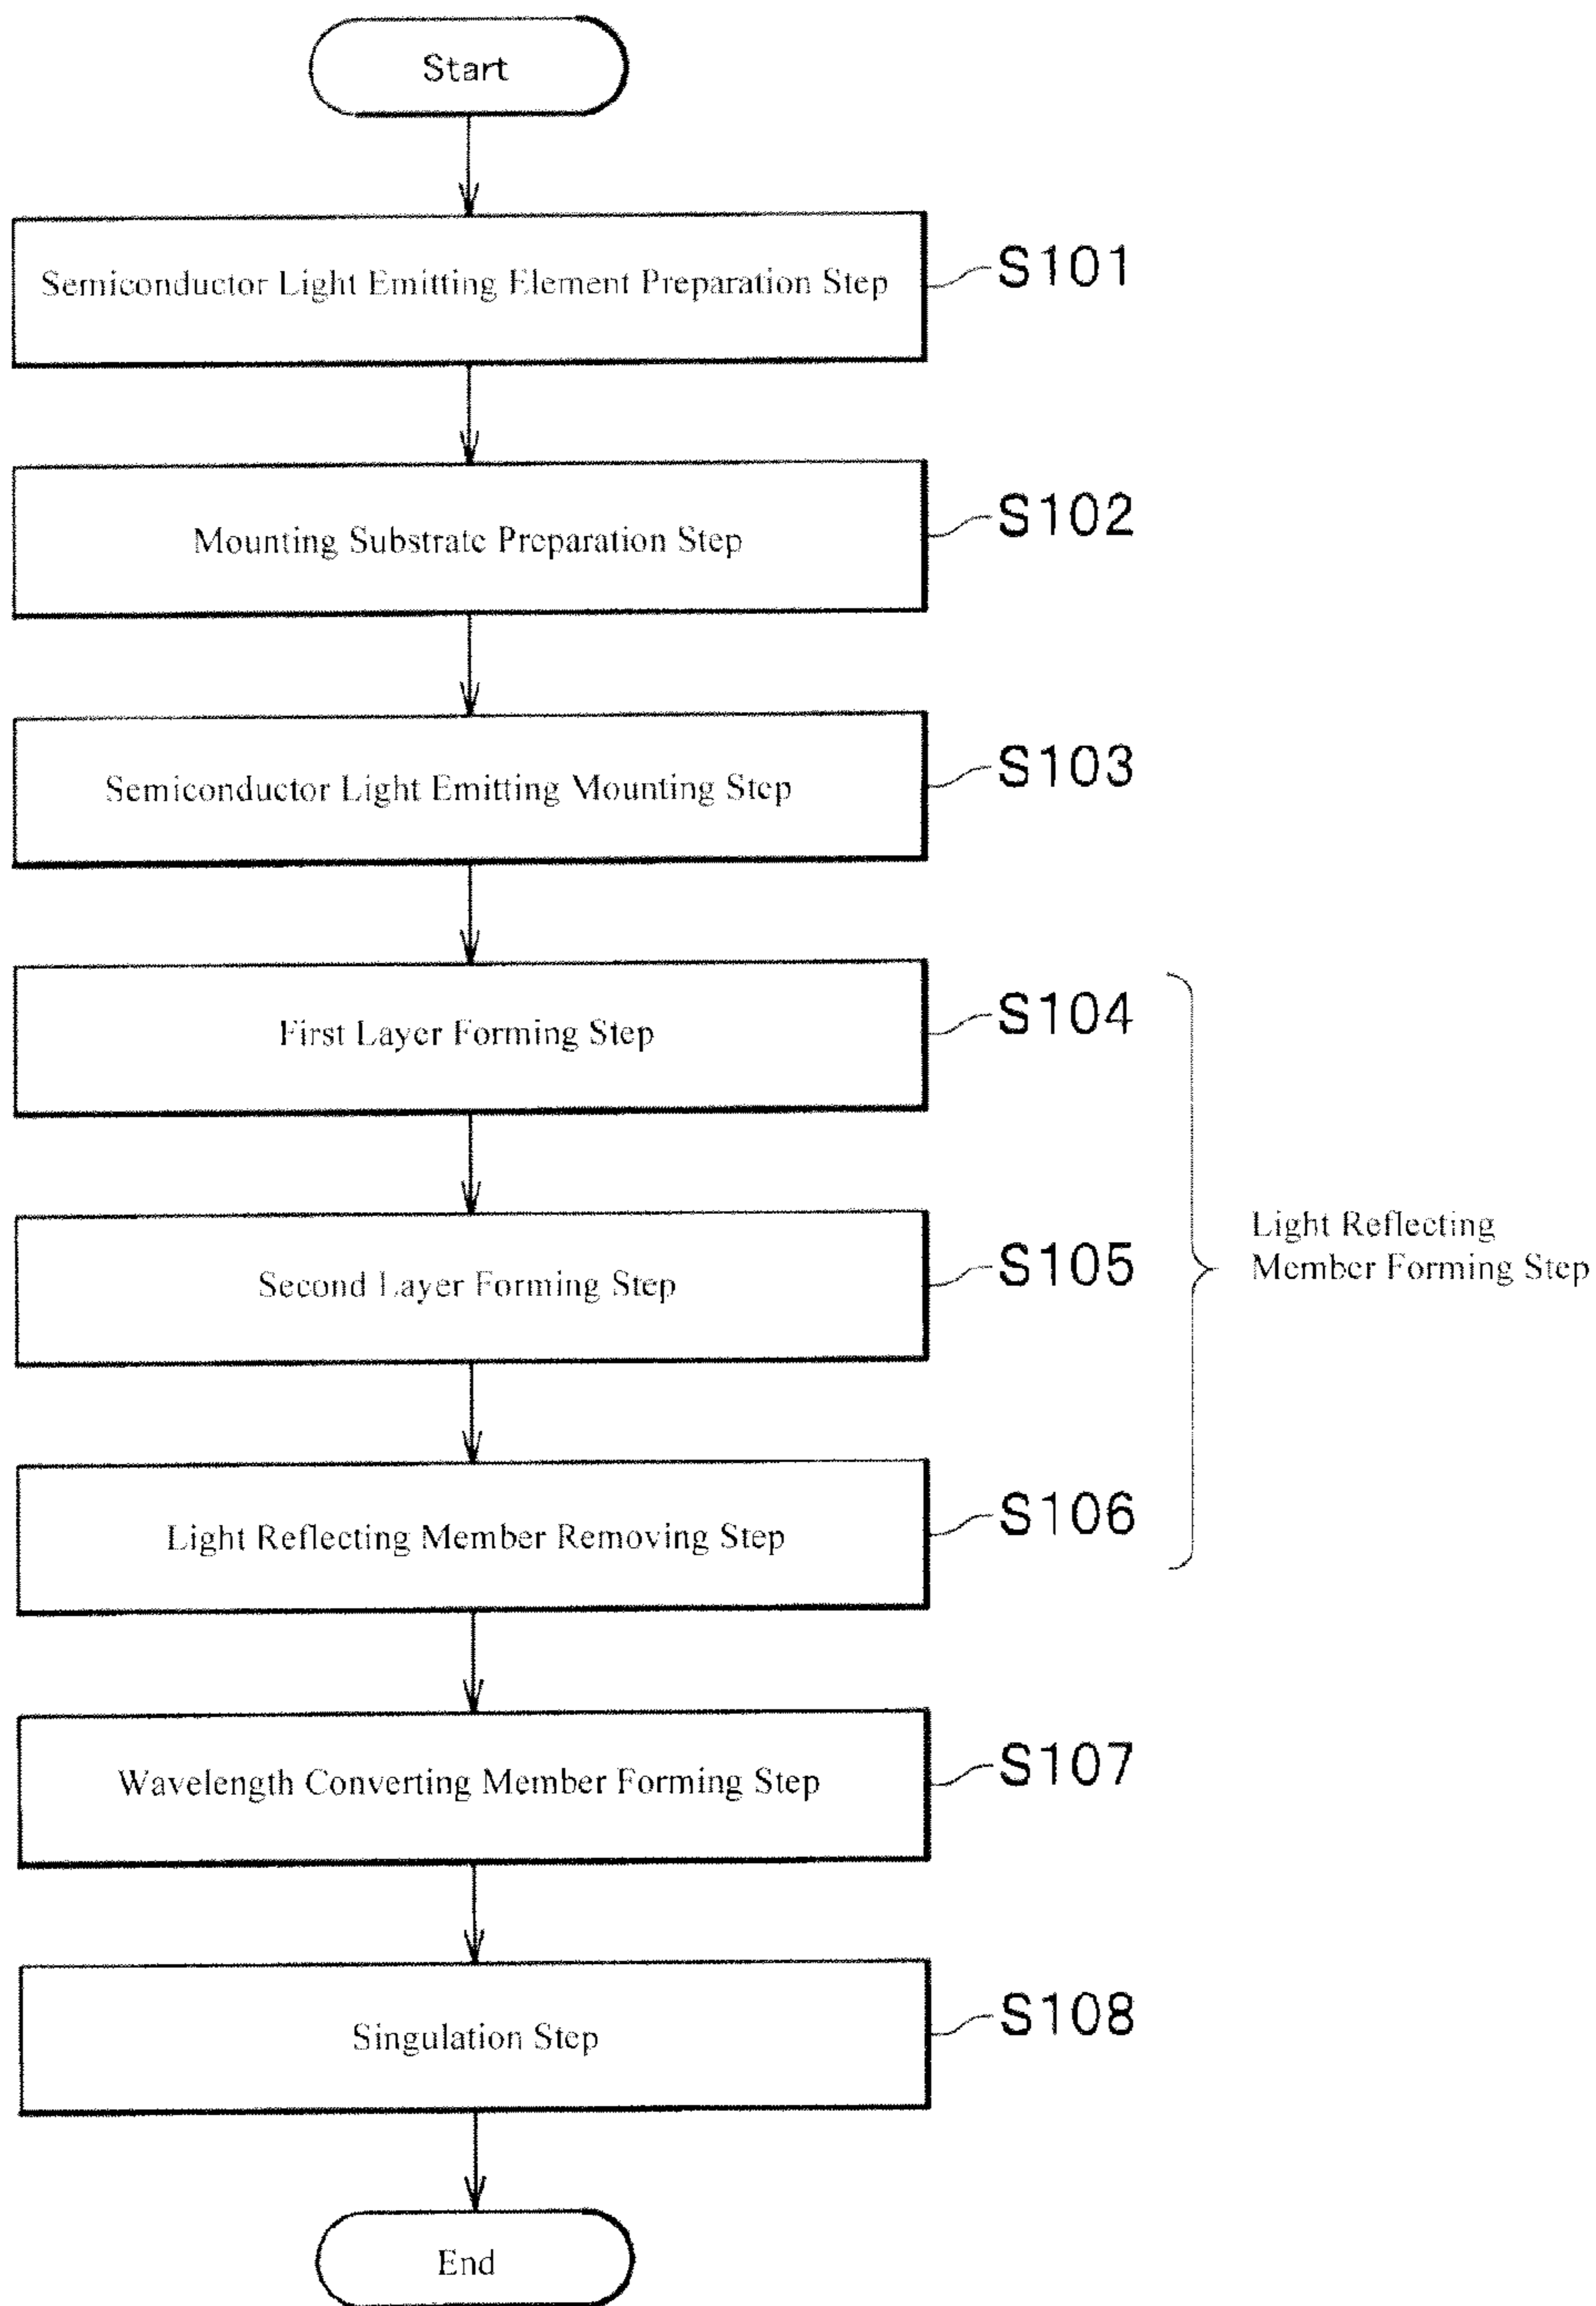 Start
Semiconductor Light Emitting Element Preparation Step
S101
Mounting Substrate Preparation Step
S102
Semiconductor Light Emitting Mounting Step
S103
First Layer Forming Step
S104
Second Layer Forming Step
S105
Light Reflecting
Member Forming Step
Light Reflecting Member Removing Step
S106
Wavelength Converting Member Forming Step
S107
Singulation Step
S108
End